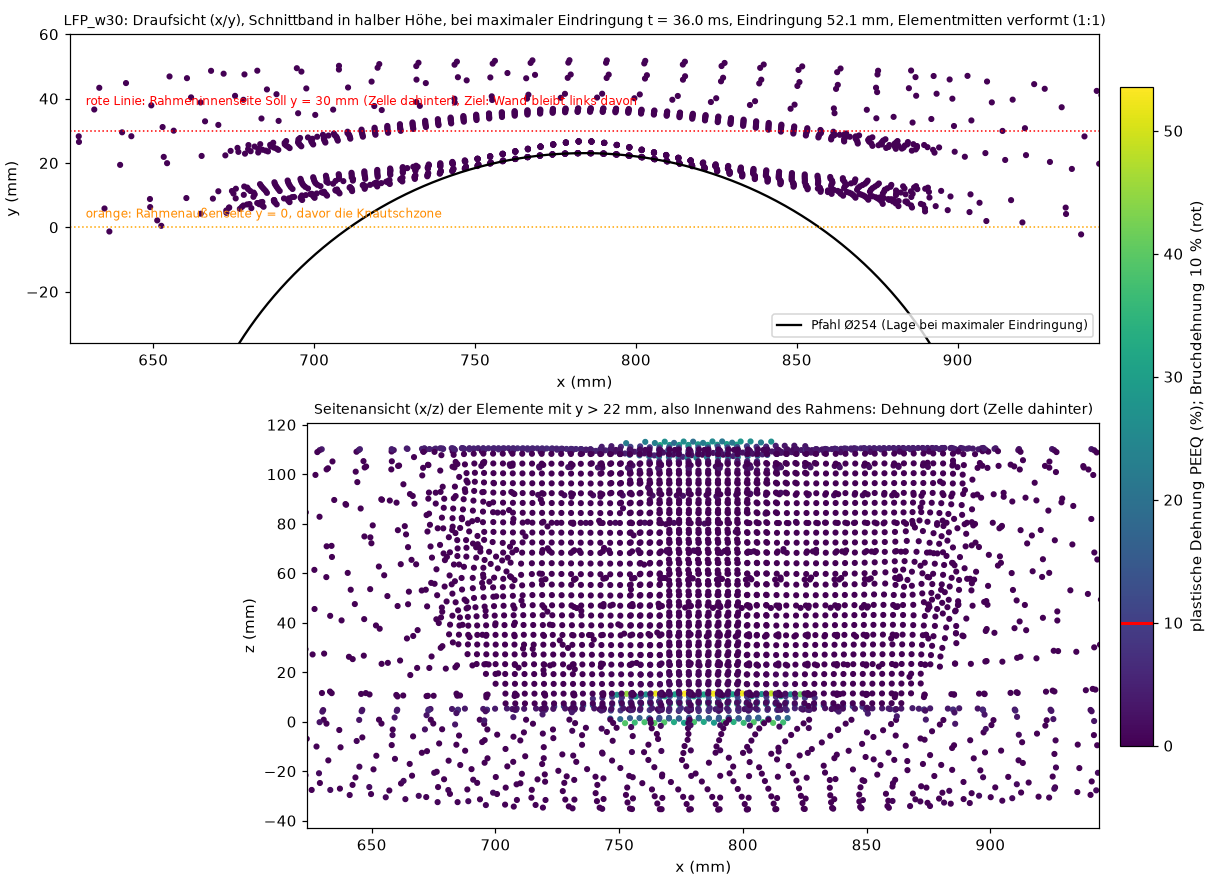 LFP_w30: Draufsicht (x/y), Schnittband in halber Höhe, bei maximaler Eindringung t = 36.0 ms, Eindringung 52.1 mm, Elementmitten verformt (1:1)
60
40
20
0
−20
y (mm)
rote Linie: Rahmeninnenseite Soll y = 30 mm (Zelle dahinter), Ziel: Wand bleibt links davon
orange: Rahmenaußenseite y = 0, davor die Knautschzone
Pfahl Ø254 (Lage bei maximaler Eindringung)
650 700 750 800 850 900
x (mm)
Seitenansicht (x/z) der Elemente mit y > 22 mm, also Innenwand des Rahmens: Dehnung dort (Zelle dahinter)
120
100
80
60
40
20
0
−20
−40
z (mm)
650 700 750 800 850 900
x (mm)
50
40
30
20
10
0
plastische Dehnung PEEQ (%); Bruchdehnung 10 % (rot)